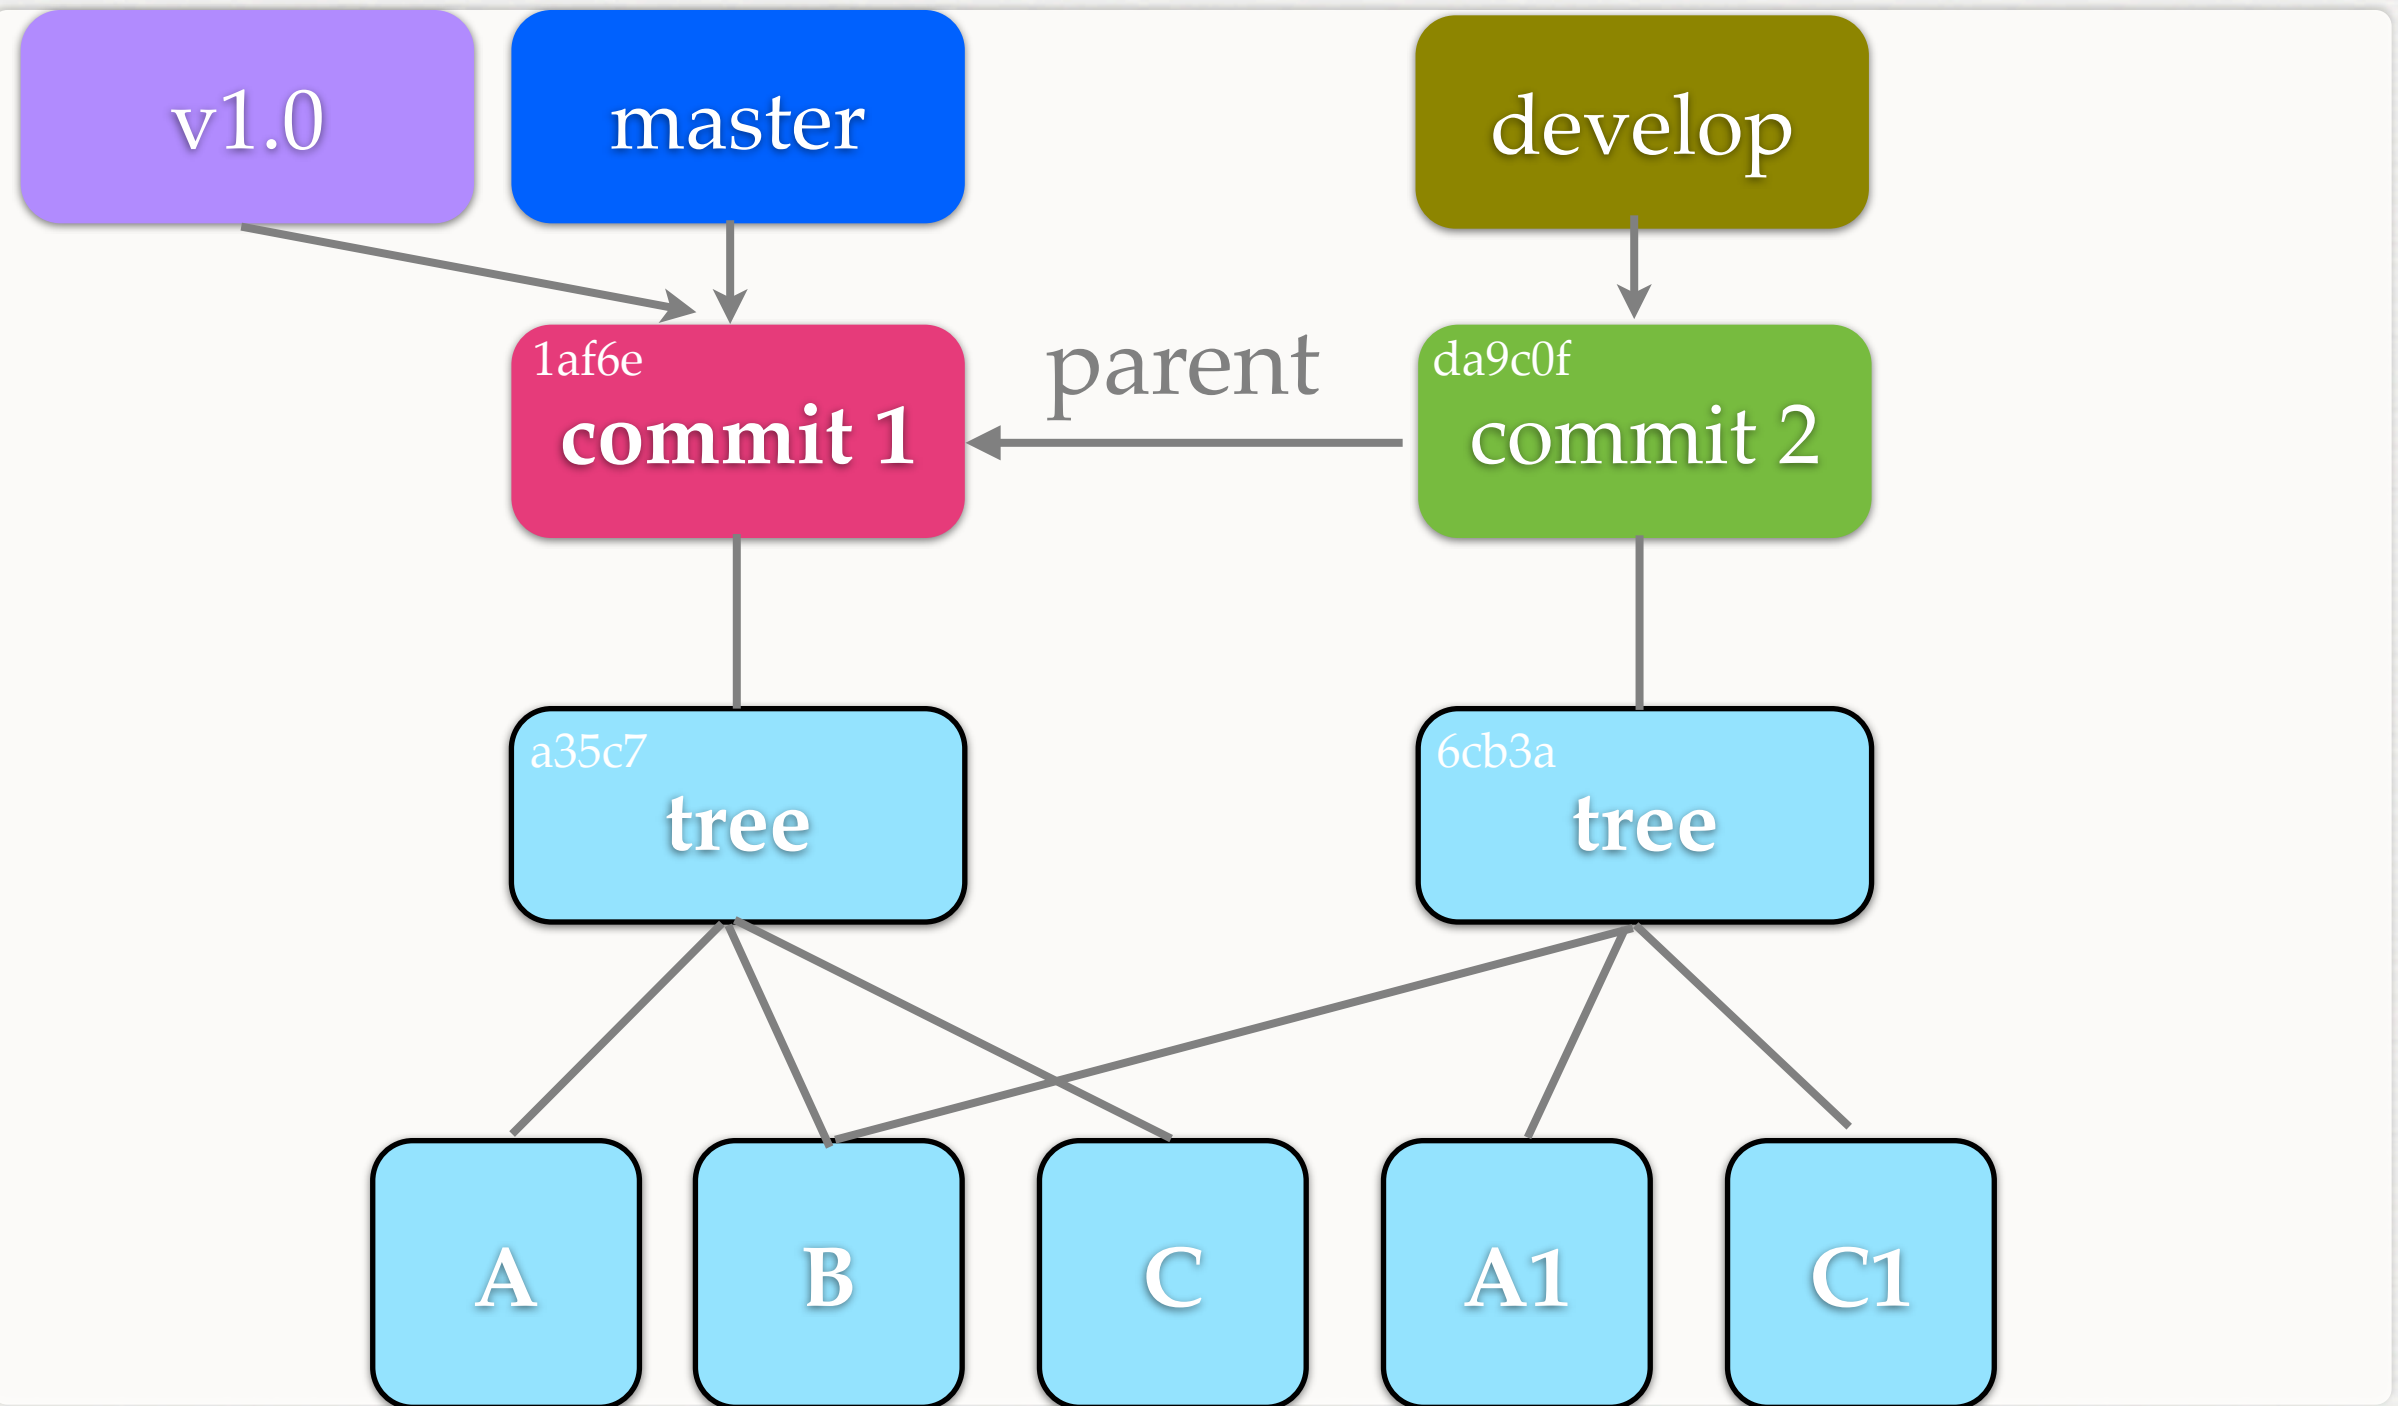 v1.0
master
develop
1af6e
commit 1
parent
da9c0f
commit 2
a35c7
tree
6cb3a
tree
A
B
C
A1
C1